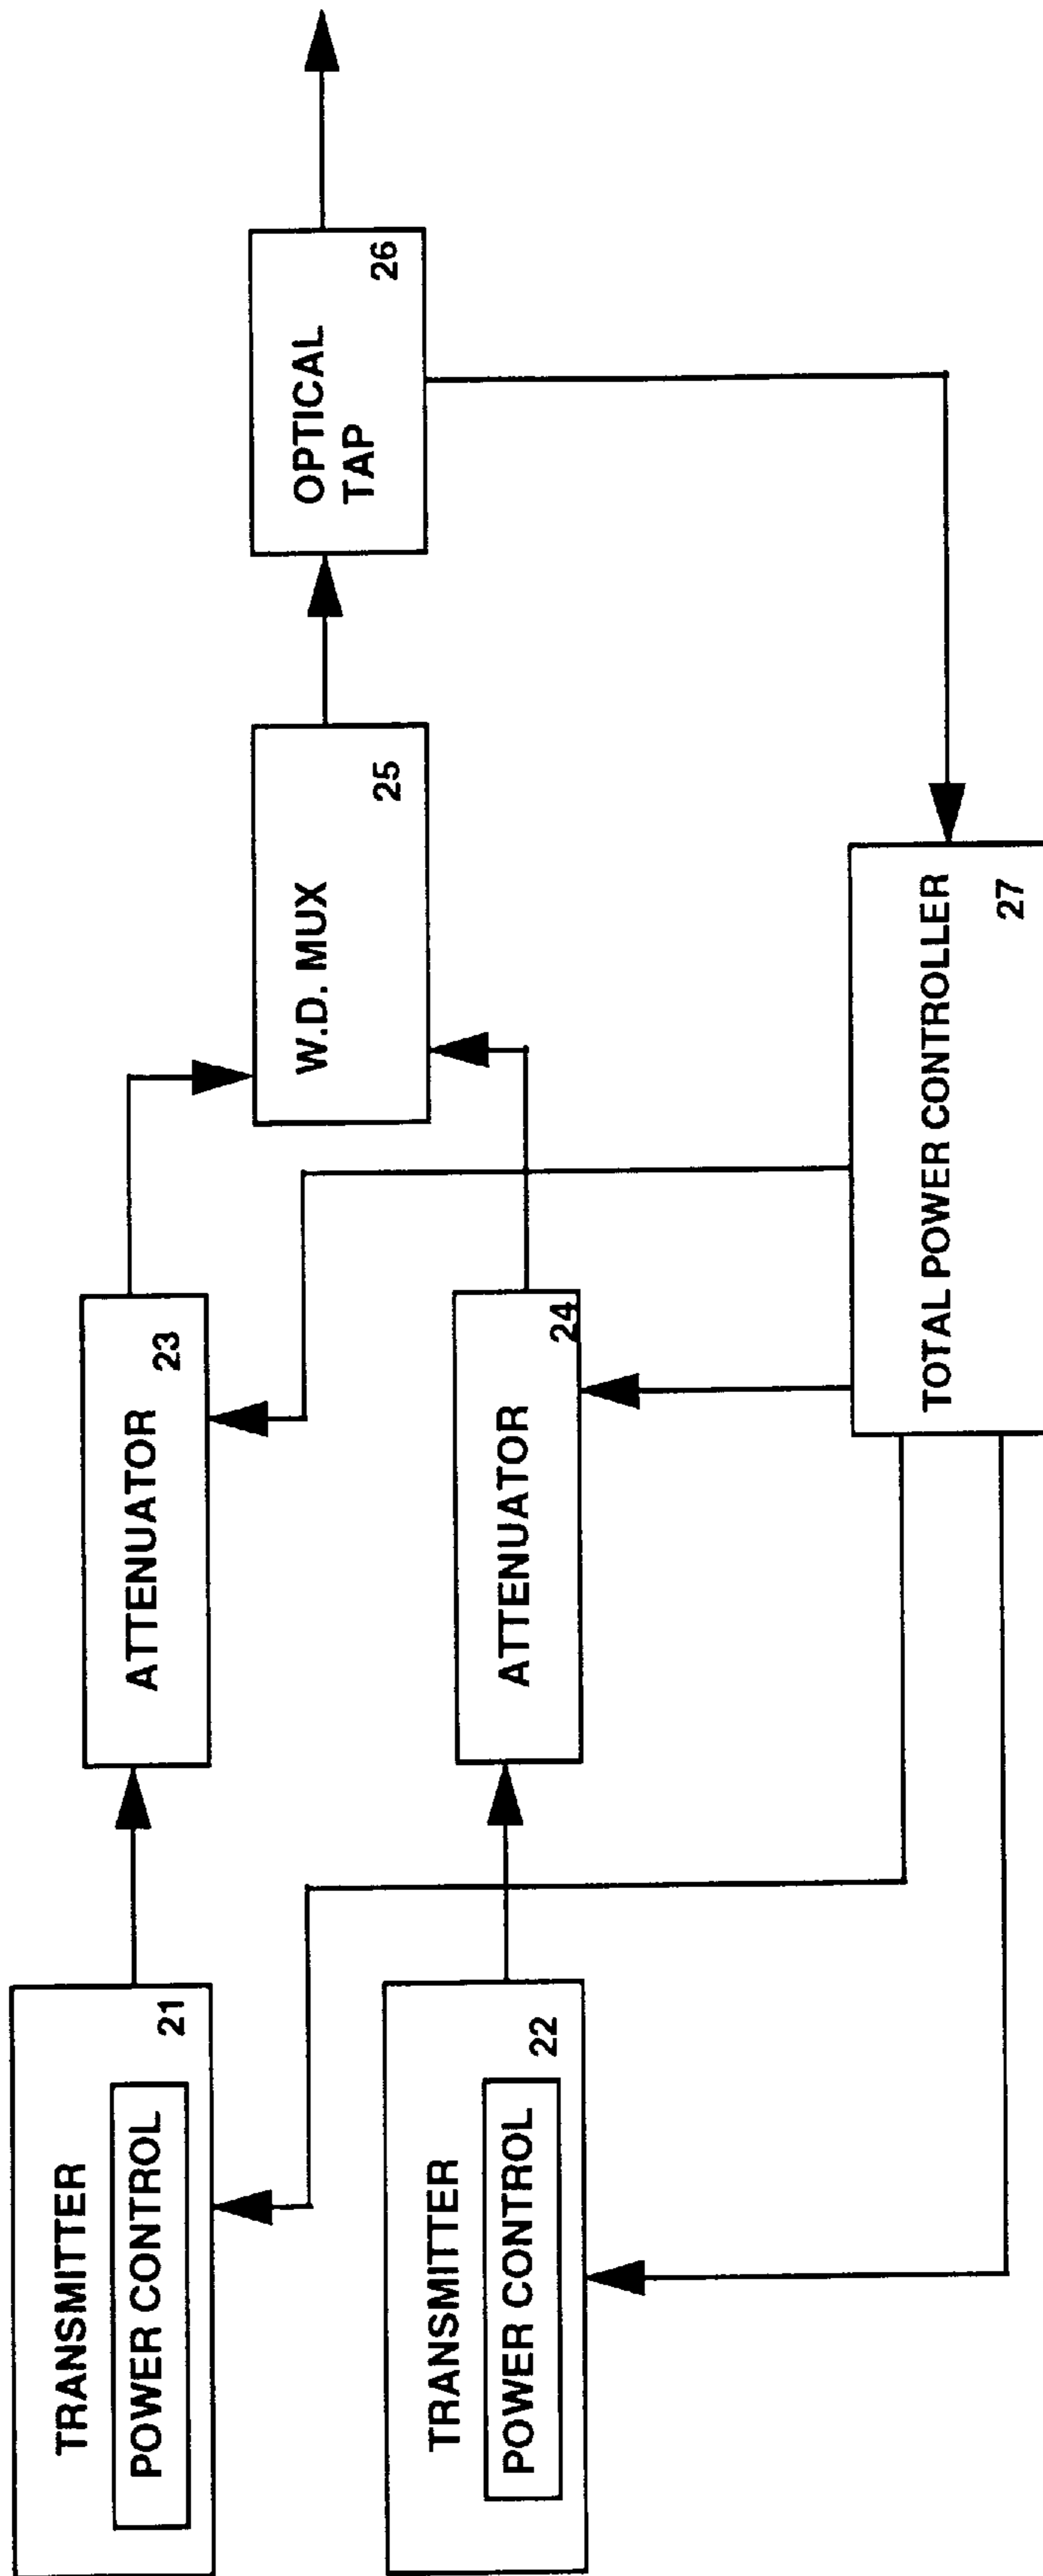 TRANSMITTER
POWER CONTROL
21
ATTENUATOR
23
TRANSMITTER
POWER CONTROL
22
ATTENUATOR
24
W.D. MUX
25
OPTICAL
TAP
26
TOTAL POWER CONTROLLER
27